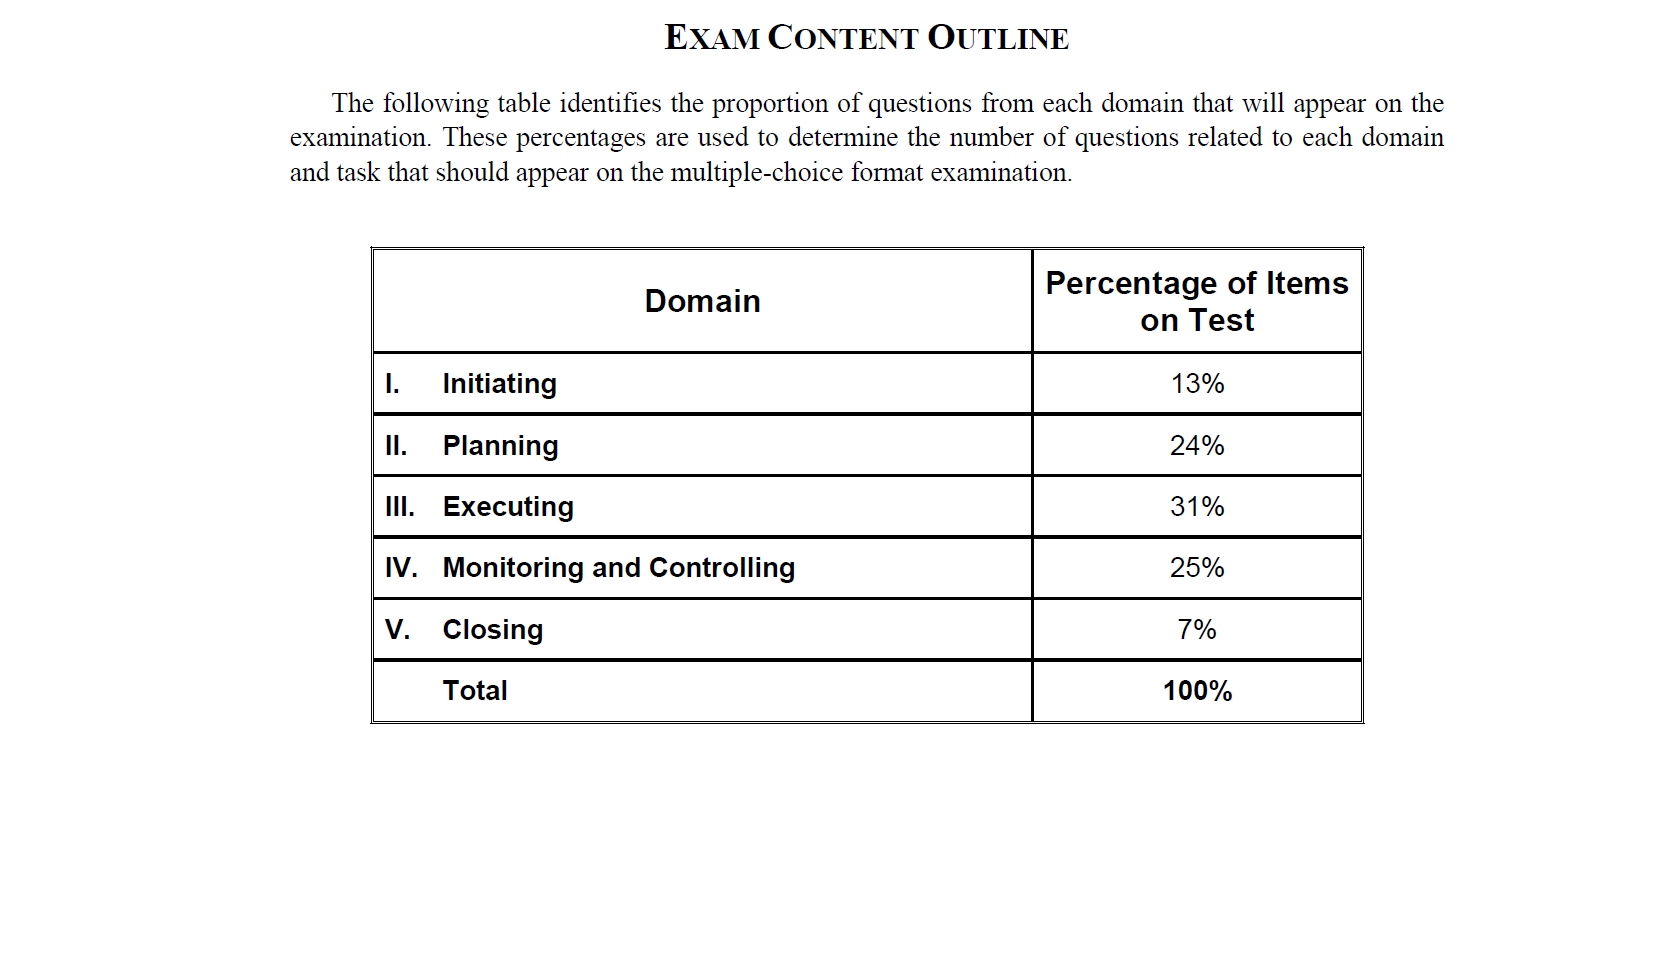 EXAM CONTENT OUTLINE
The following table identifies the proportion of questions from each domain that will appear on the
examination. These percentages are used to determine the number of questions related to each domain
and task that should appear on the multiple-choice format examination.
Domain
Percentage of Items
on Test
I. Initiating 13%
II. Planning 24%
III. Executing 31%
IV. Monitoring and Controlling 25%
V. Closing 7%
Total 100%